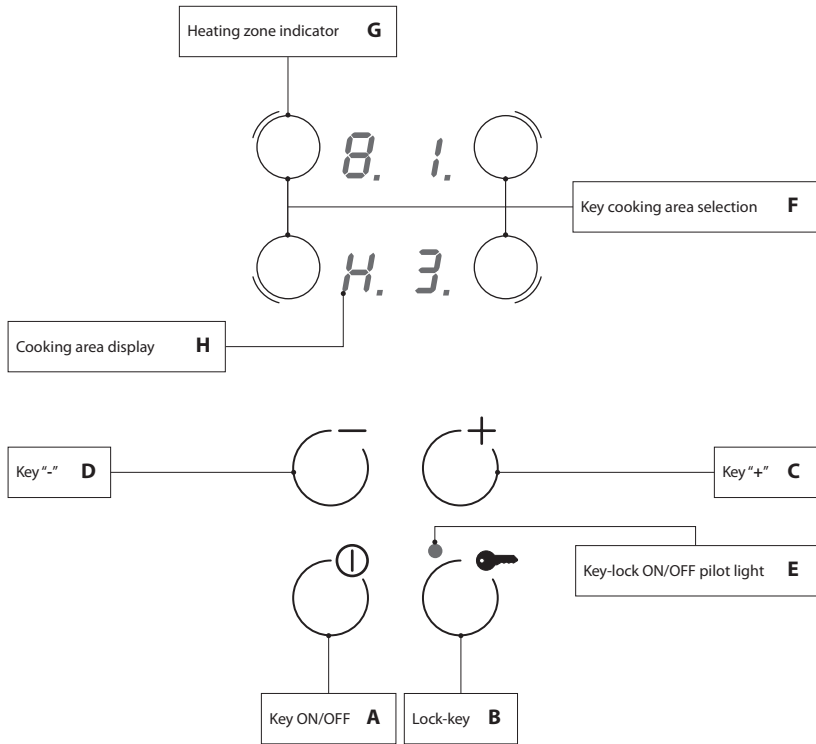 Heating zone indicator G
8. 1.
Key cooking area selection F
H. 3.
Cooking area display H
Key "-" D
Key "+" C
Key-lock ON/OFF pilot light E
Key ON/OFF A
Lock-key B